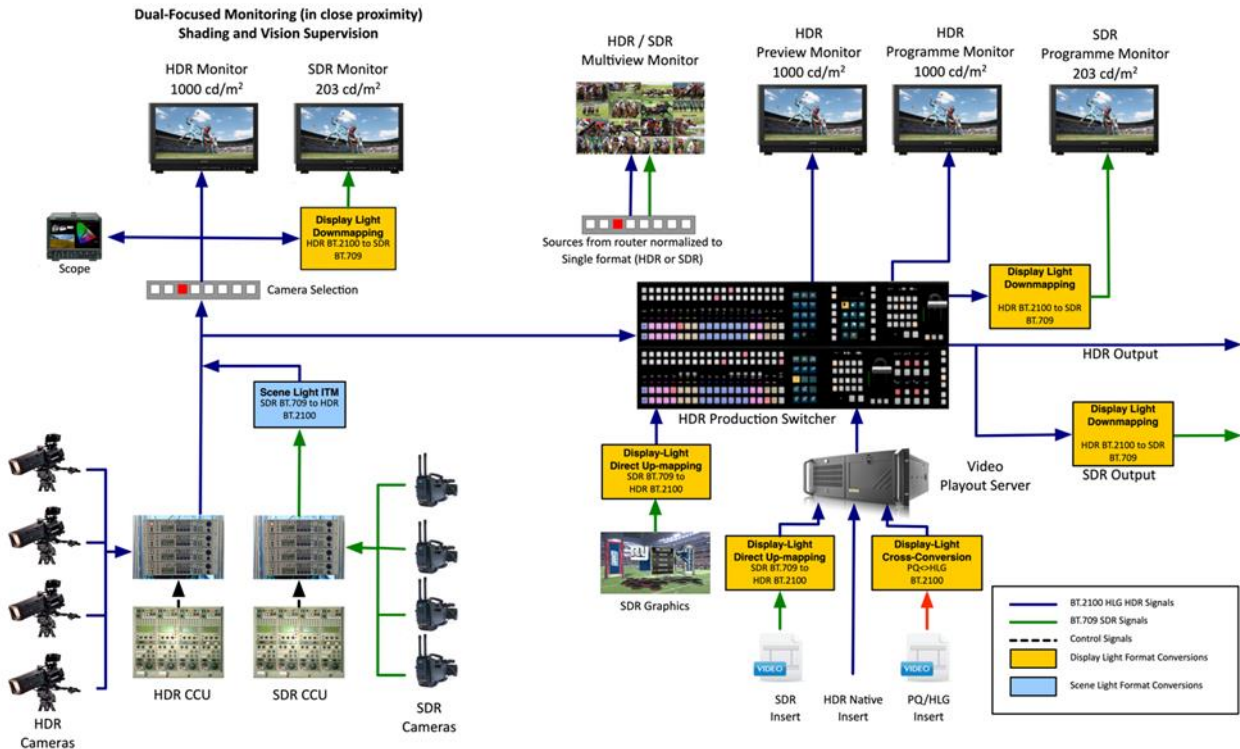 Dual-Focused Monitoring (in close proximity)
Shading and Vision Supervision
HDR Monitor
1000 cd/m²
SDR Monitor
203 cd/m²
HDR / SDR
Multiview Monitor
HDR
Preview Monitor
1000 cd/m²
HDR
Programme Monitor
1000 cd/m²
SDR
Programme Monitor
203 cd/m²
Scope
Display Light
Downmapping
HDR BT.2100 to SDR
BT.709
Camera Selection
Sources from router normalized to
Single format (HDR or SDR)
Display Light
Downmapping
HDR BT.2100 to SDR
BT.709
HDR Output
Scene Light ITM
SDR BT.709 to HDR
BT.2100
HDR Production Switcher
Display Light
Downmapping
HDR BT.2100 to SDR
BT.709
SDR Output
Display-Light
Direct Up-mapping
SDR BT.709 to
HDR BT.2100
Video
Playout Server
SDR Graphics
Display-Light
Direct Up-mapping
SDR BT.709 to
HDR BT.2100
Display-Light
Cross-Conversion
PQ<>HLG
BT.2100
VIDEO
VIDEO
SDR
Insert
HDR Native
Insert
PQ/HLG
Insert
HDR CCU
SDR CCU
HDR
Cameras
SDR
Cameras
BT.2100 HLG HDR Signals
BT.709 SDR Signals
Control Signals
Display Light Format Conversions
Scene Light Format Conversions